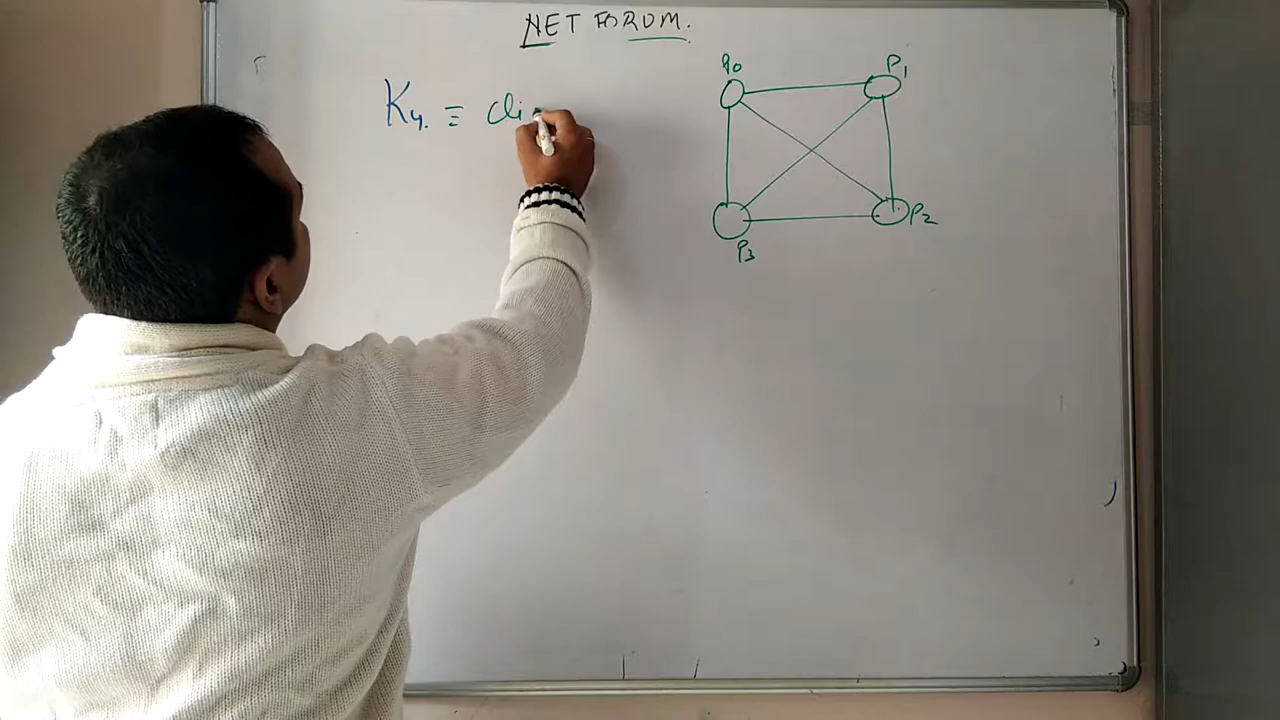 NET FORUM.
K4. ≡ cli
P0
P1
P3
P2